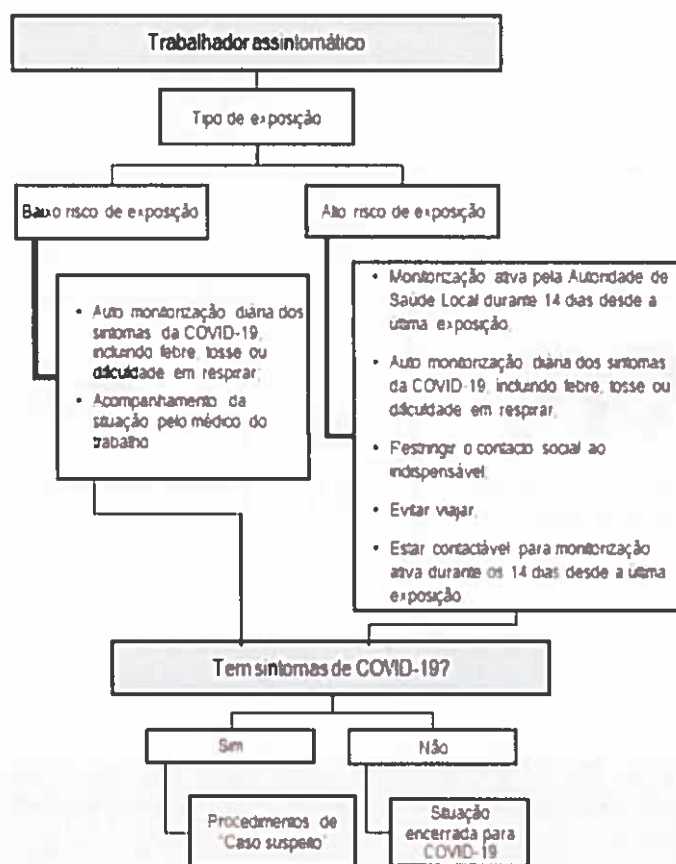 Trabalhador assintomático
Tipo de exposição
Baixo risco de exposição
Alto risco de exposição
• Auto monitorização diária dos
sintomas da COVID-19,
incluindo febre, tosse ou
dificuldade em respirar;
• Acompanhamento da
situação pelo médico do
trabalho
• Monitorização ativa pela Autoridade de
Saúde Local durante 14 dias desde a
última exposição;
• Auto monitorização diária dos sintomas
da COVID-19, incluindo febre, tosse ou
dificuldade em respirar;
• Restringir o contacto social ao
indispensável;
• Evitar viajar;
• Estar contactável para monitorização
ativa durante os 14 dias desde a última
exposição
Tem sintomas de COVID-19?
Sim
Não
Procedimentos de
"Caso suspeito"
Situação
encerrada para
COVID-19